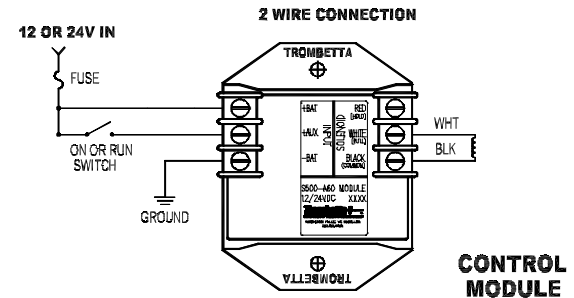 2 WIRE CONNECTION
12 OR 24V IN
FUSE
ON OR RUN
SWITCH
GROUND
TROMBETTA
+BAT
+AUX
-BAT
INPUT
SOLENOID
RED
[HOLD]
WHITE
[PULL]
BLACK
[COMMON]
S500-A60 MODULE
12/24VDC XXXX
WHT
BLK
TROMBETTA
CONTROL
MODULE